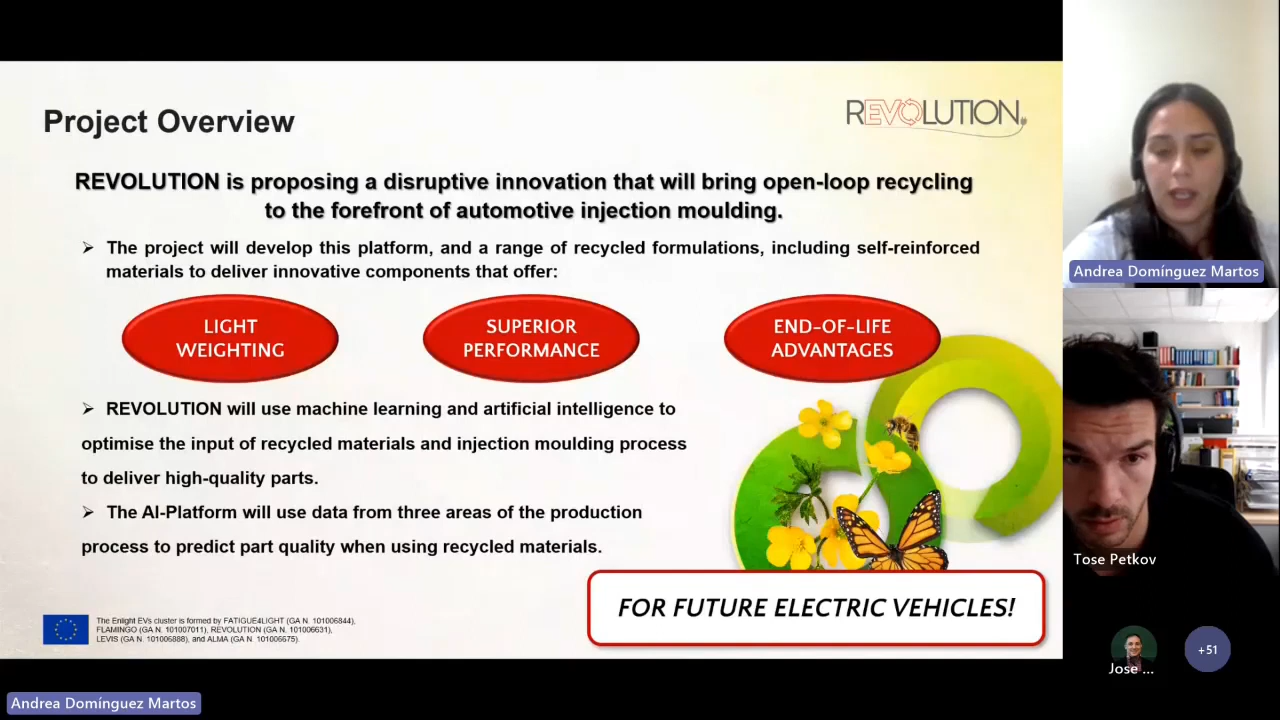 Project Overview
REVOLUTION
REVOLUTION is proposing a disruptive innovation that will bring open-loop recycling
to the forefront of automotive injection moulding.
➢ The project will develop this platform, and a range of recycled formulations, including self-reinforced
materials to deliver innovative components that offer:
LIGHT
WEIGHTING
SUPERIOR
PERFORMANCE
END-OF-LIFE
ADVANTAGES
➢ REVOLUTION will use machine learning and artificial intelligence to
optimise the input of recycled materials and injection moulding process
to deliver high-quality parts.
➢ The AI-Platform will use data from three areas of the production
process to predict part quality when using recycled materials.
FOR FUTURE ELECTRIC VEHICLES!
The Enlight EVs cluster is formed by FATIGUE4LIGHT (GA N. 101006844),
FLAMINGO (GA N. 101007011), REVOLUTION (GA N. 101006631),
LEVIS (GA N. 101006888), and ALMA (GA N. 101006675).
Andrea Domínguez Martos
Andrea Domínguez Martos
Tose Petkov
Jose ...
+51